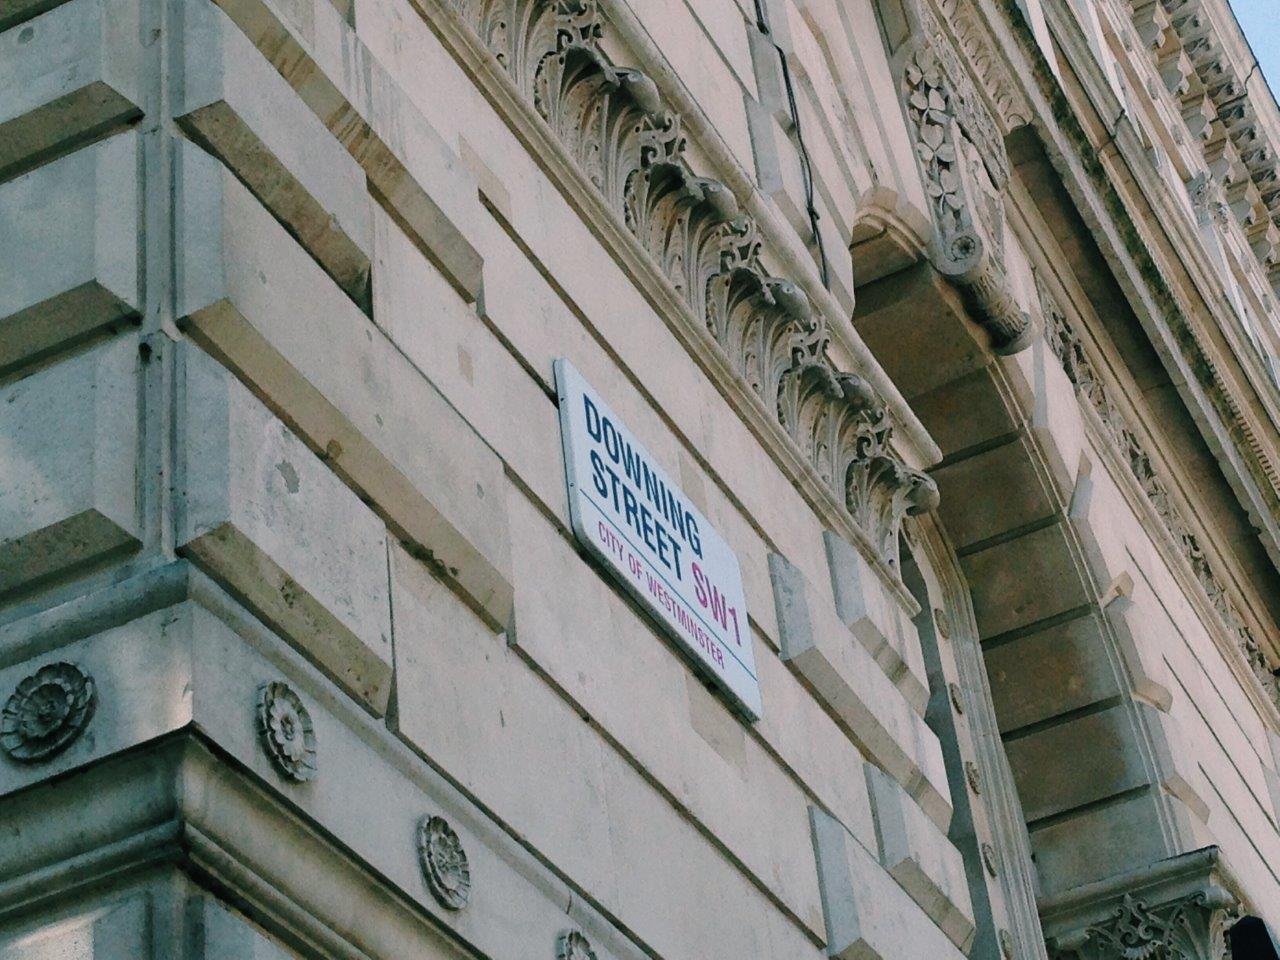 DOWNING
STREET SW1
CITY OF WESTMINSTER